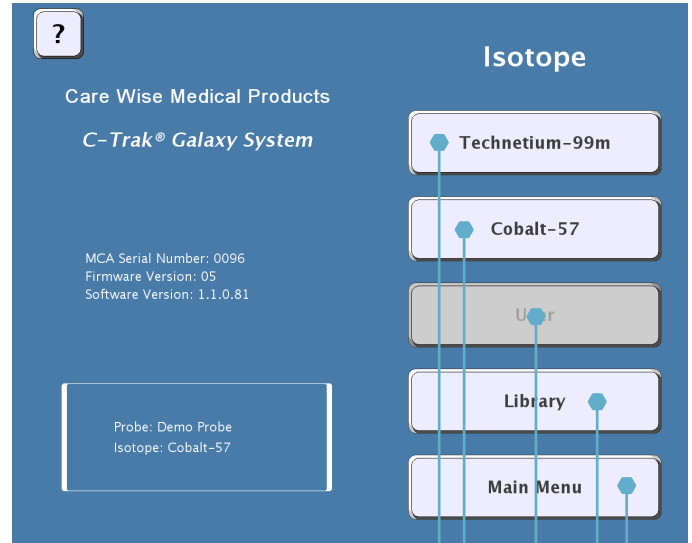 ?
Isotope
Care Wise Medical Products
C-Trak® Galaxy System
Technetium-99m
Cobalt-57
MCA Serial Number: 0096
Firmware Version: 05
Software Version: 1.1.0.81
User
Library
Probe: Demo Probe
Isotope: Cobalt-57
Main Menu